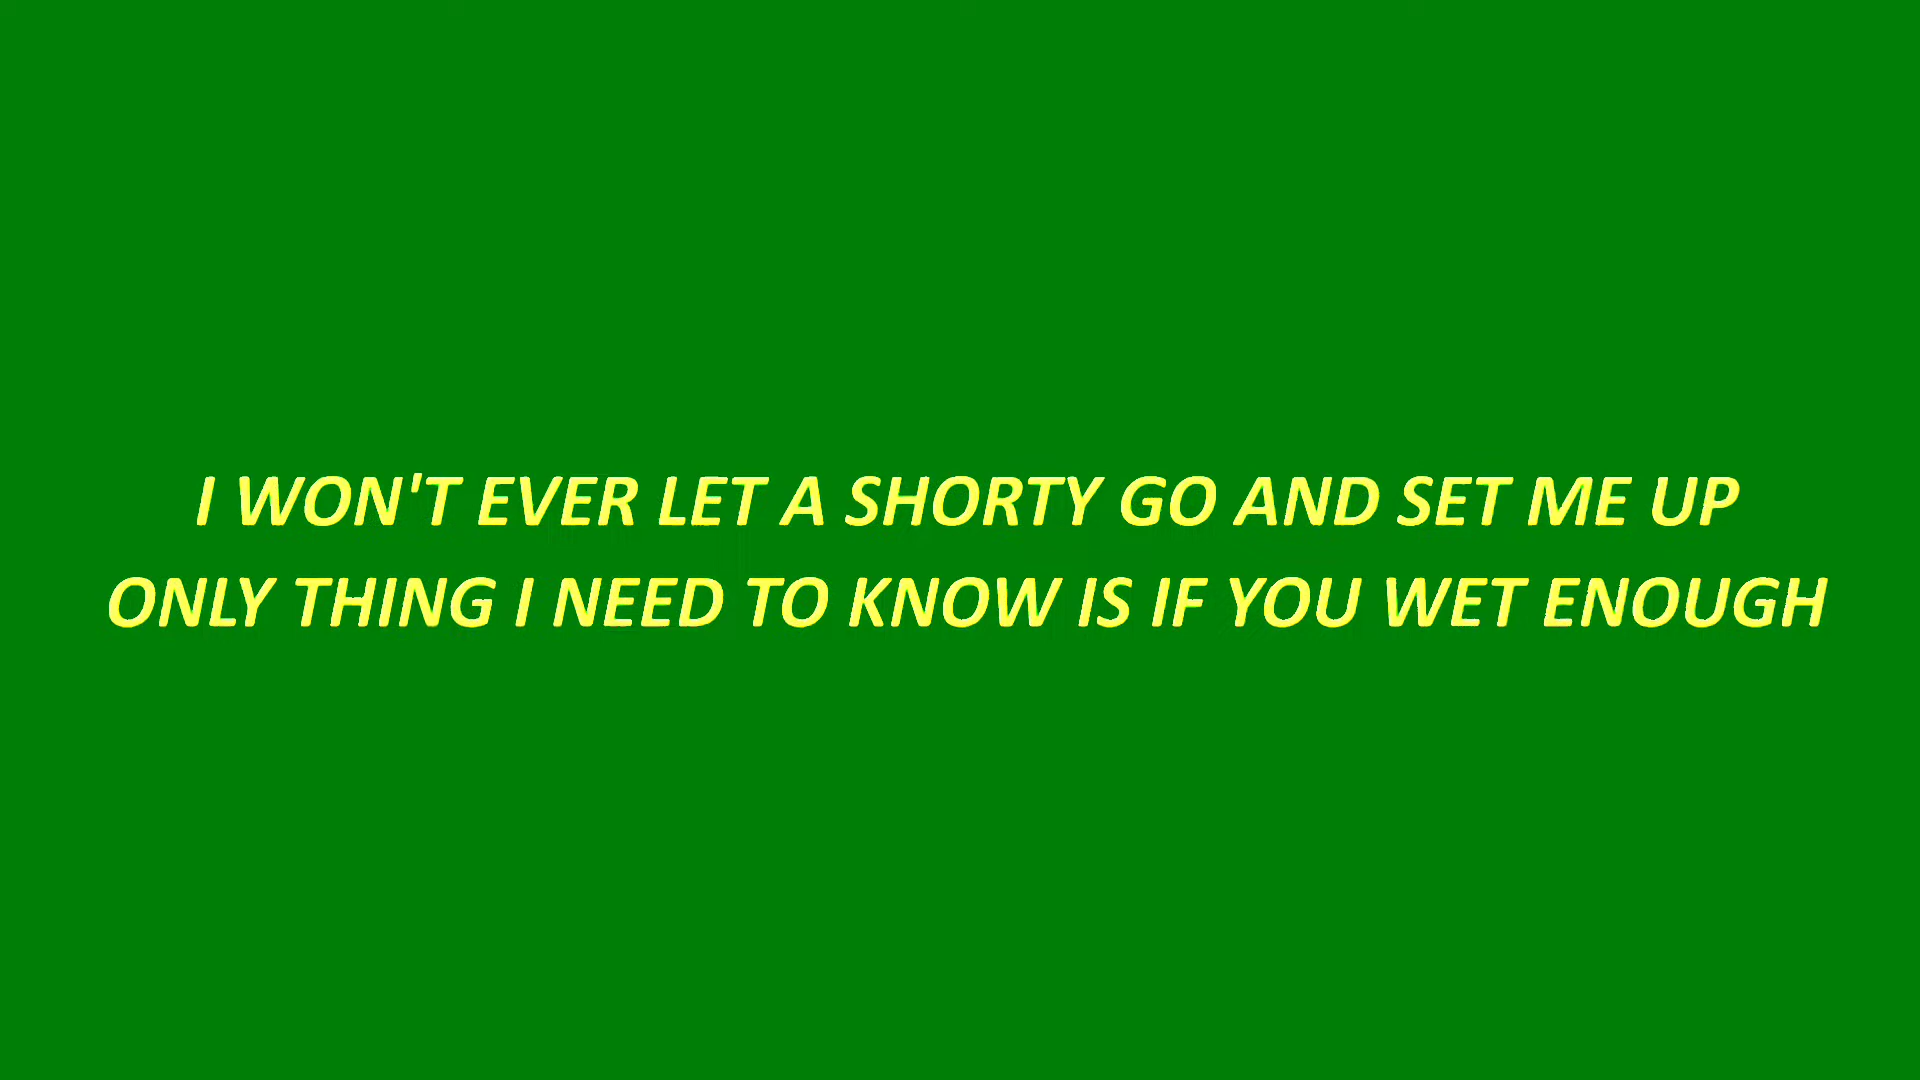 I WON'T EVER LET A SHORTY GO AND SET ME UP
ONLY THING I NEED TO KNOW IS IF YOU WET ENOUGH